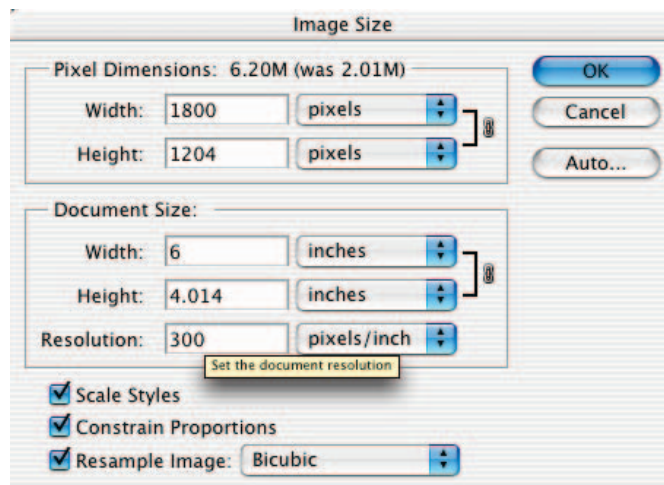 Image Size
Pixel Dimensions: 6.20M (was 2.01M)
Width: 1800 pixels
Height: 1204 pixels
OK
Cancel
Auto...
Document Size:
Width: 6 inches
Height: 4.014 inches
Resolution: 300 pixels/inch
Set the document resolution
Scale Styles
Constrain Proportions
Resample Image: Bicubic